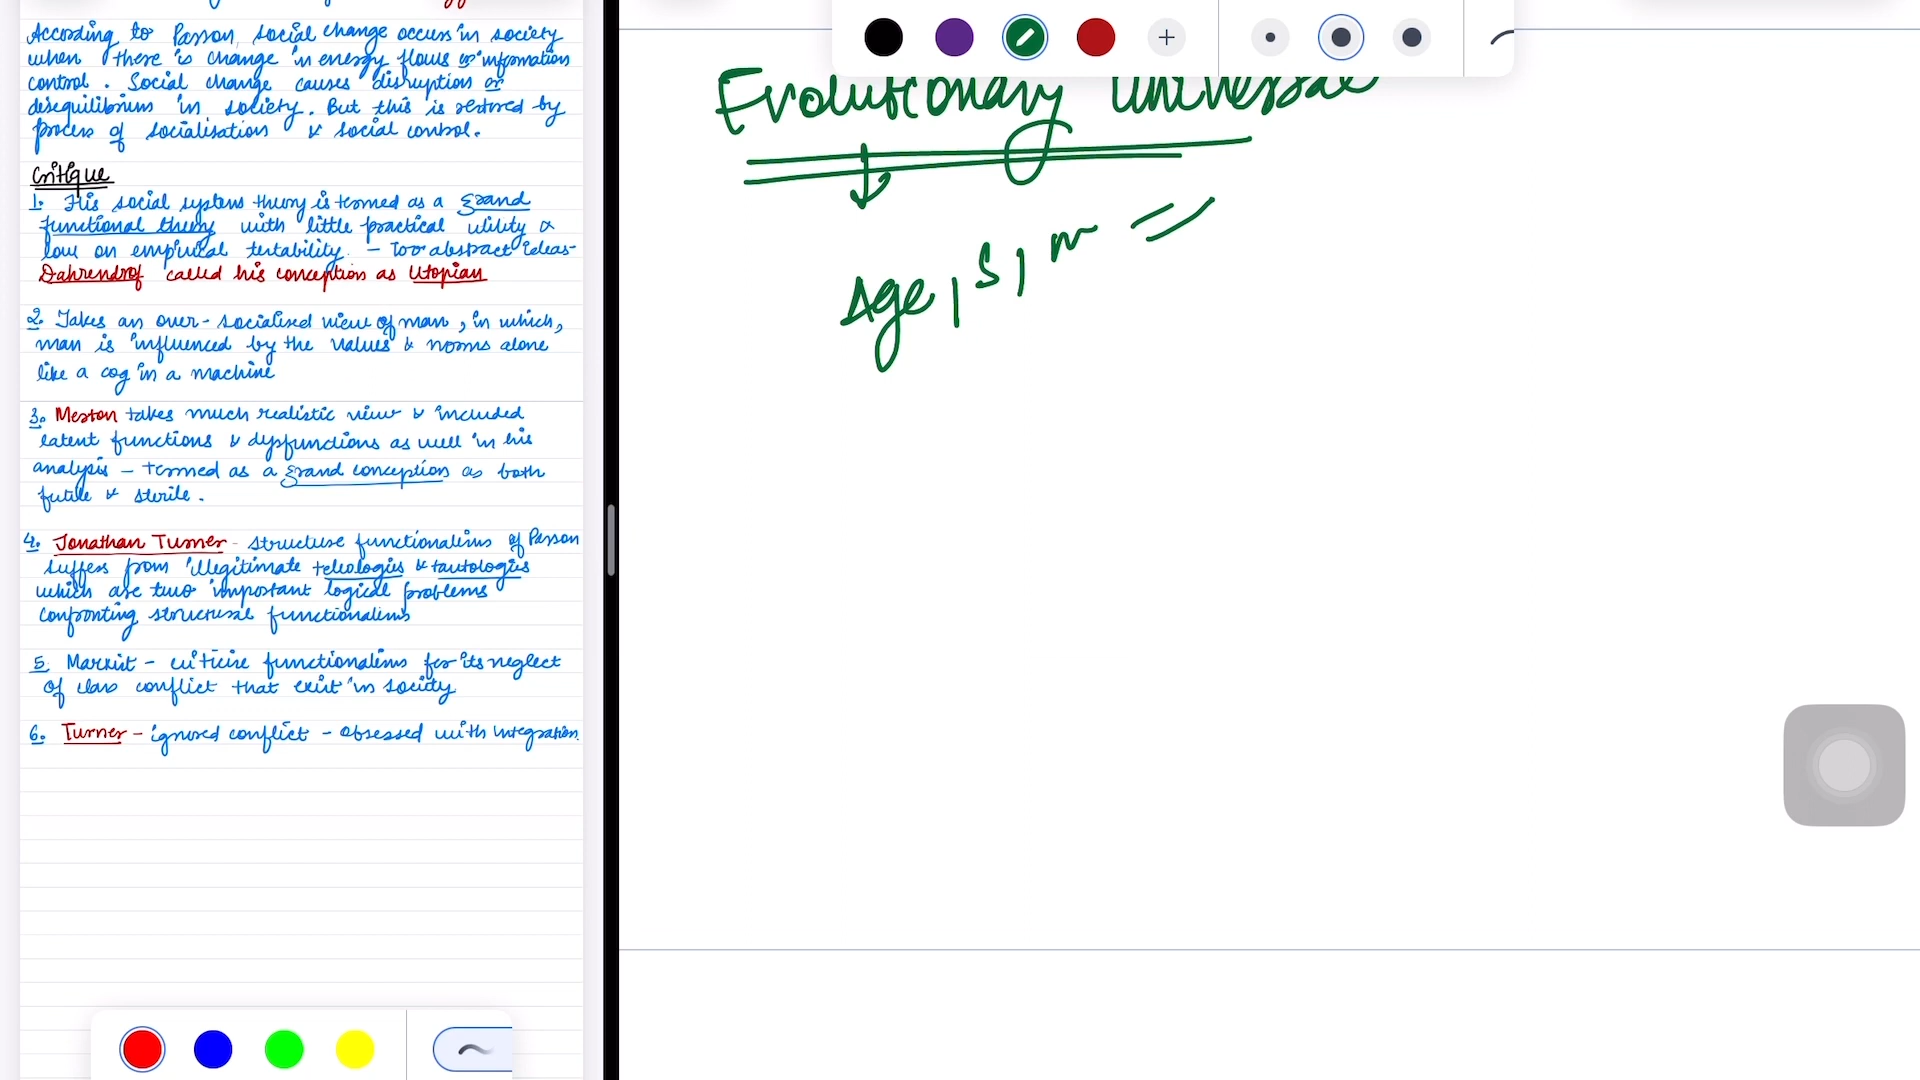 According to Parson, social change occurs in society
when there is change in energy flows or information
control. Social change causes disruption or
disequilibrium in society. But this is restored by
process of socialisation & social control.
Critique
1. His social systems theory is termed as a grand
functional theory with little practical utility &
low on empirical testability. - Too abstract ideas-
Dahrendrof called his conception as Utopian
2. Takes an over-socialised view of man, in which,
man is influenced by the values & norms alone
like a cog in a machine
3. Merton takes much realistic view & included
latent functions & dysfunctions as well in his
analysis - termed as a grand conception as both
futile & sterile.
4. Jonathan Turner - structure functionalism of Parson
suffers from illegitimate teleologies & tautologies
which are two important logical problems
confronting structural functionalism
5. Marxist - criticise functionalism for its neglect
of class conflict that exist in society
6. Turner - ignored conflict - obsessed with integration.
Evolutionary Universal
Age, S, m